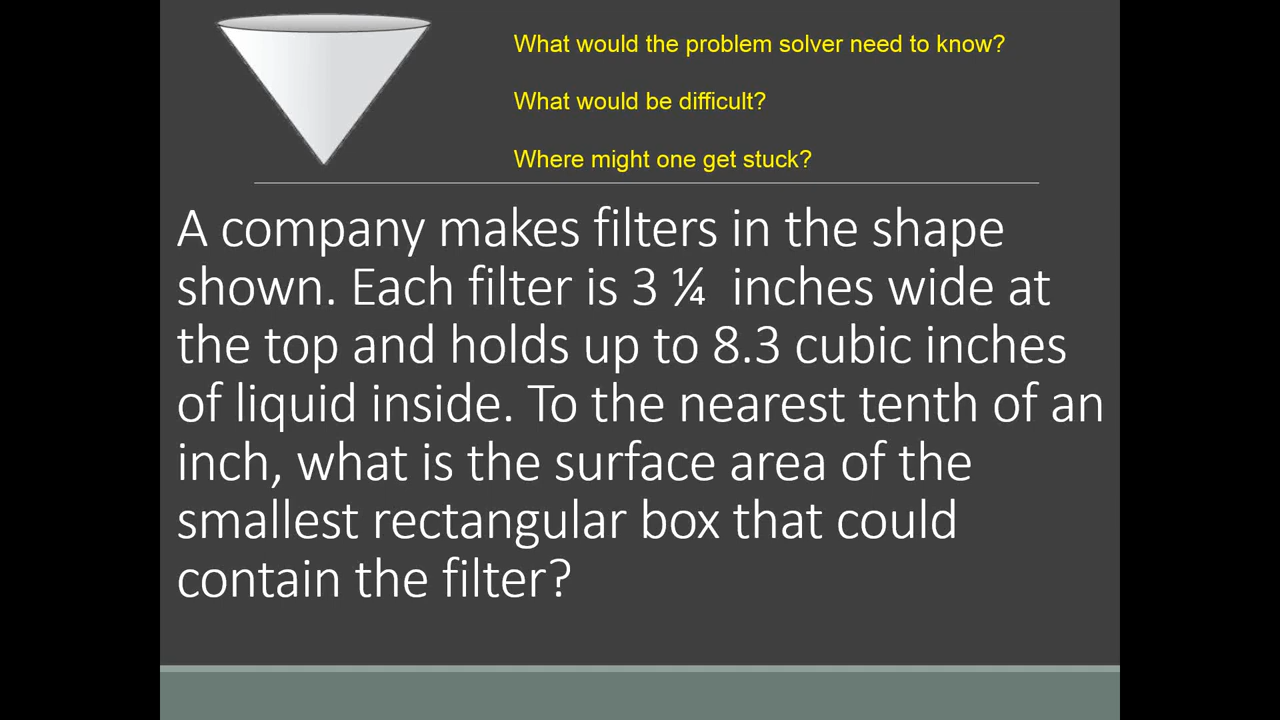 What would the problem solver need to know?
What would be difficult?
Where might one get stuck?
A company makes filters in the shape
shown. Each filter is 3 ¼ inches wide at
the top and holds up to 8.3 cubic inches
of liquid inside. To the nearest tenth of an
inch, what is the surface area of the
smallest rectangular box that could
contain the filter?